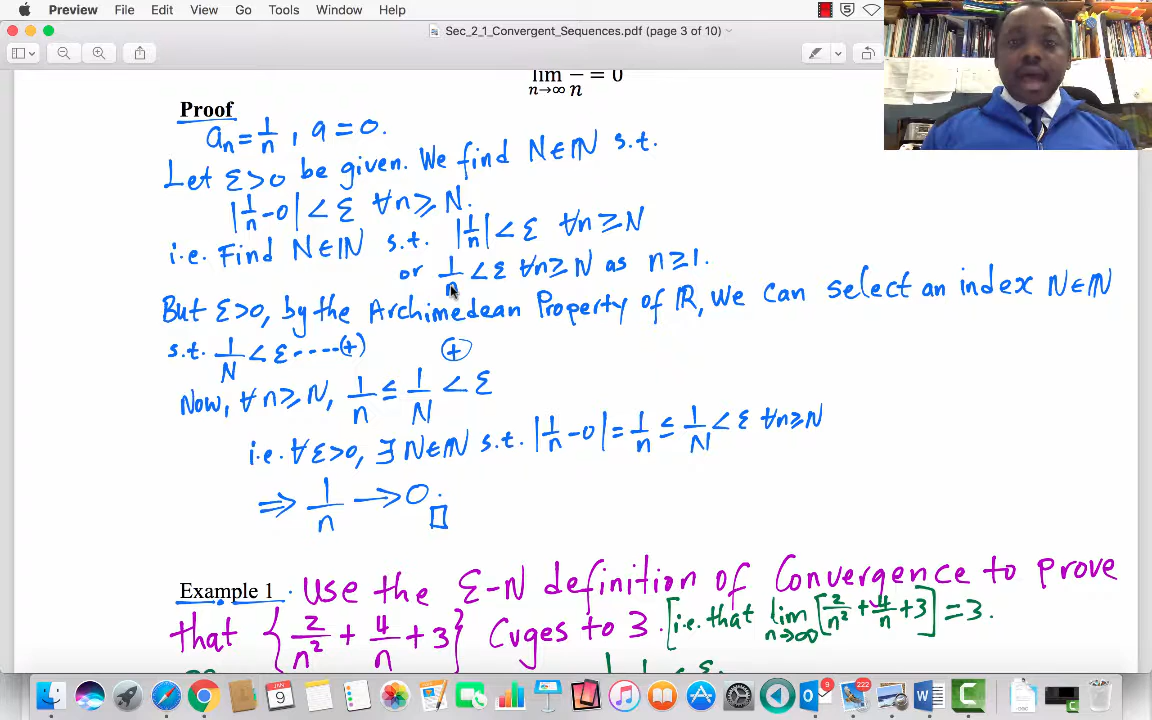 Preview File Edit View Go Tools Window Help
Sec_2_1_Convergent_Sequences.pdf (page 3 of 10)
lim n→∞ /n = 0
Proof
aₙ = 1/n , a = 0.
Let ε>0 be given. We find N∈ℕ s.t.
|1/n - 0| < ε ∀n ≥ N.
i.e. Find N∈ℕ s.t. |1/n| < ε ∀n ≥ N
or 1/n < ε ∀n ≥ N as n ≥ 1.
But ε>0, by the Archimedean Property of ℝ, we can select an index N∈ℕ
s.t. 1/N < ε ----(+)
(+)
Now, ∀n ≥ N, 1/n ≤ 1/N < ε
i.e. ∀ε>0, ∃ N∈ℕ s.t. |1/n - 0| = 1/n ≤ 1/N < ε ∀n ≥ N
⇒ 1/n → 0.
□
Example 1 . Use the ε-N definition of Convergence to prove
that {2/n² + 4/n + 3} Cvges to 3. [i.e. that lim n→∞ [2/n² + 4/n + 3] = 3.
JAN 9
9
222